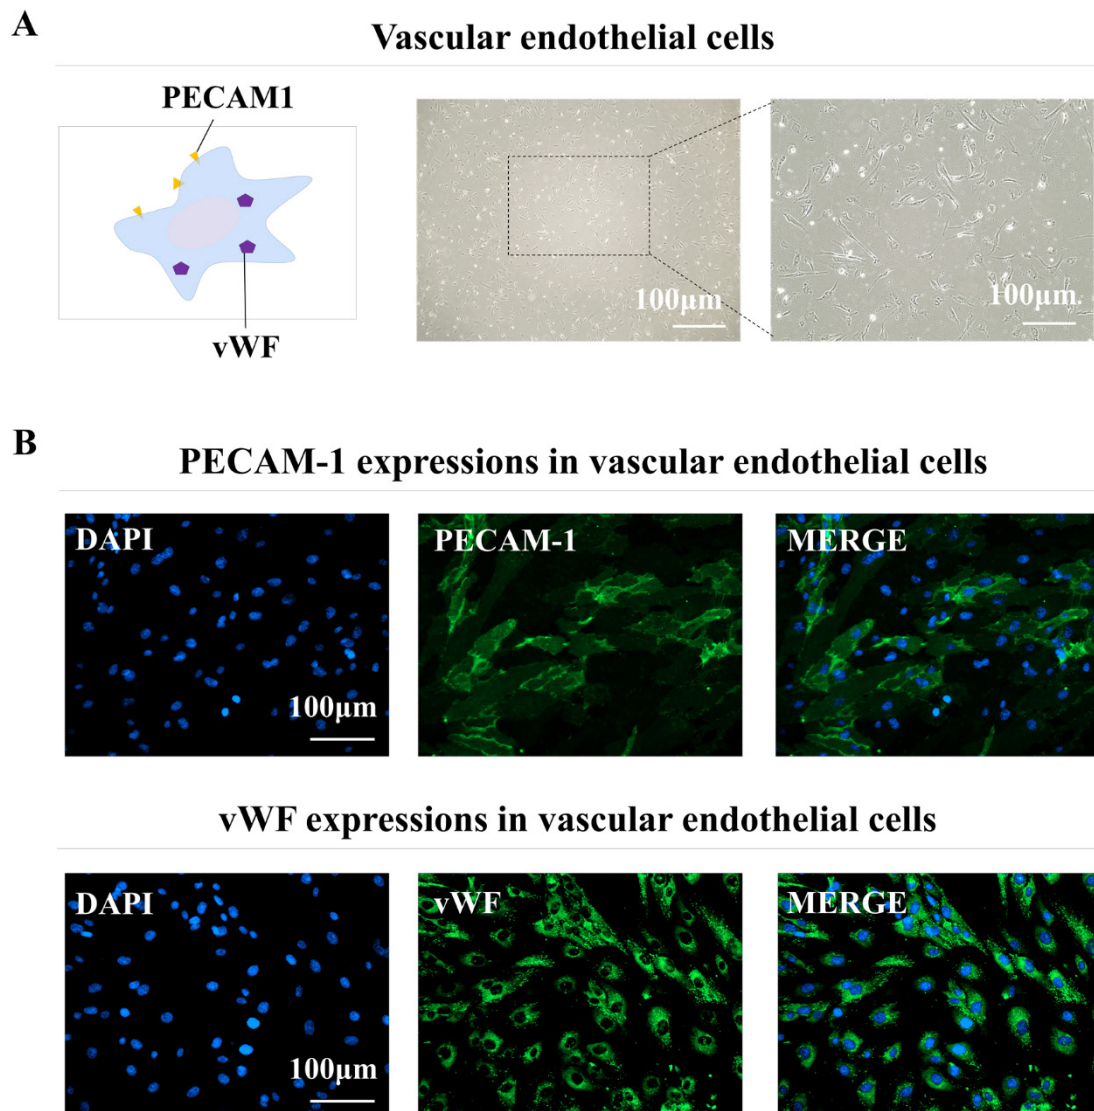 A
Vascular endothelial cells
PECAM1
vWF
100μm
100μm
B
PECAM-1 expressions in vascular endothelial cells
DAPI
PECAM-1
MERGE
100μm
vWF expressions in vascular endothelial cells
DAPI
vWF
MERGE
100μm